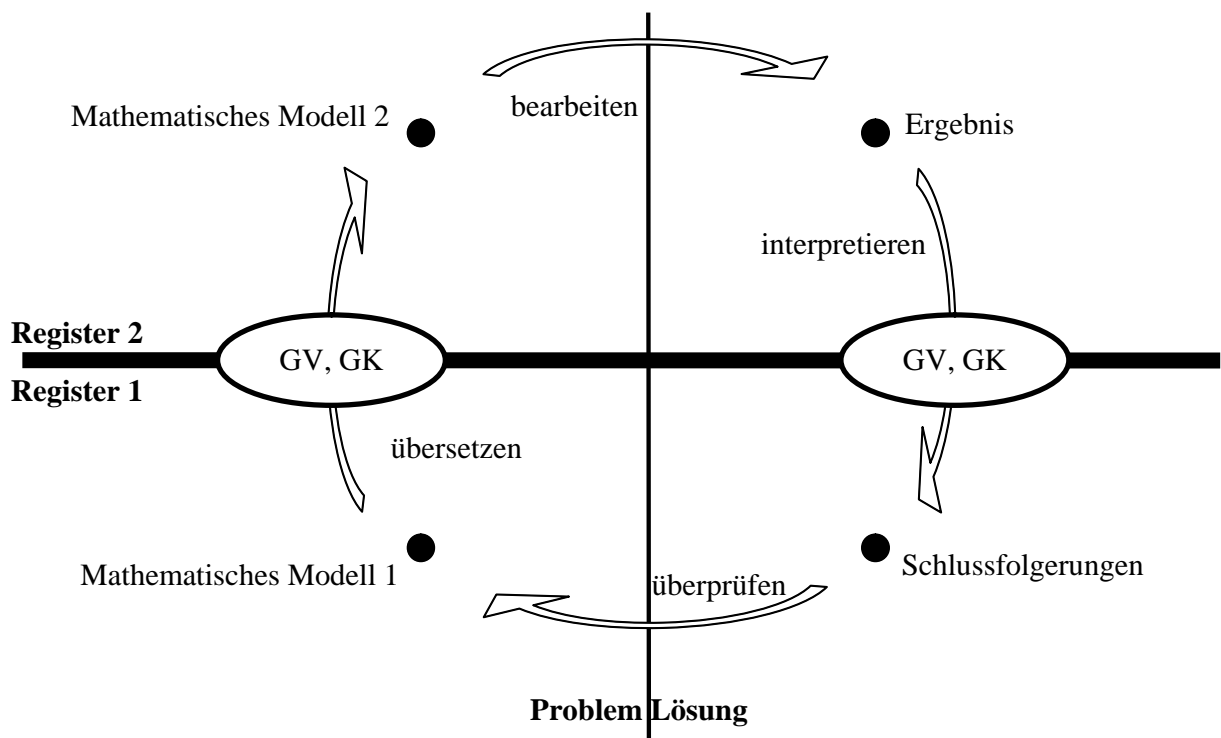 bearbeiten
Mathematisches Modell 2
Ergebnis
interpretieren
Register 2
GV, GK
GV, GK
Register 1
übersetzen
Mathematisches Modell 1
Schlussfolgerungen
überprüfen
Problem Lösung